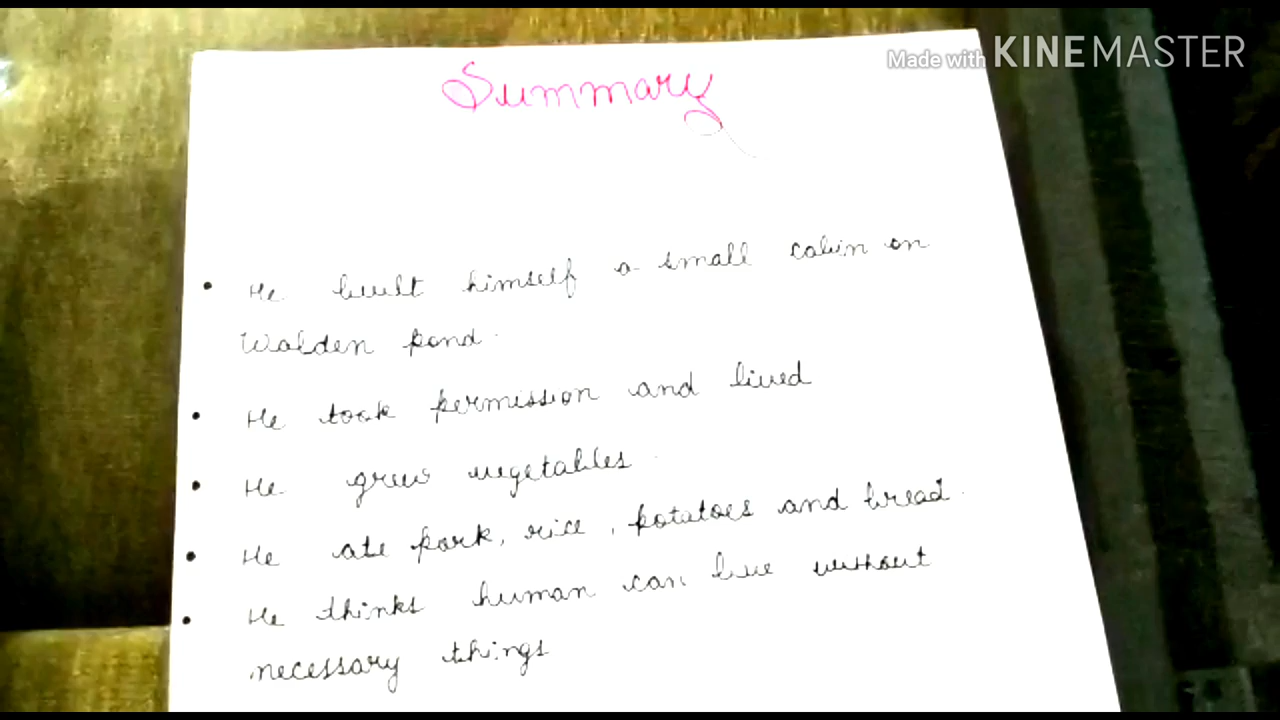 Made with KINEMASTER
Summary
• He built himself a small cabin on
Walden pond.
• He took permission and lived
• He grew vegetables.
• He ate pork, rice, potatoes and bread.
• He thinks human can live without
necessary things